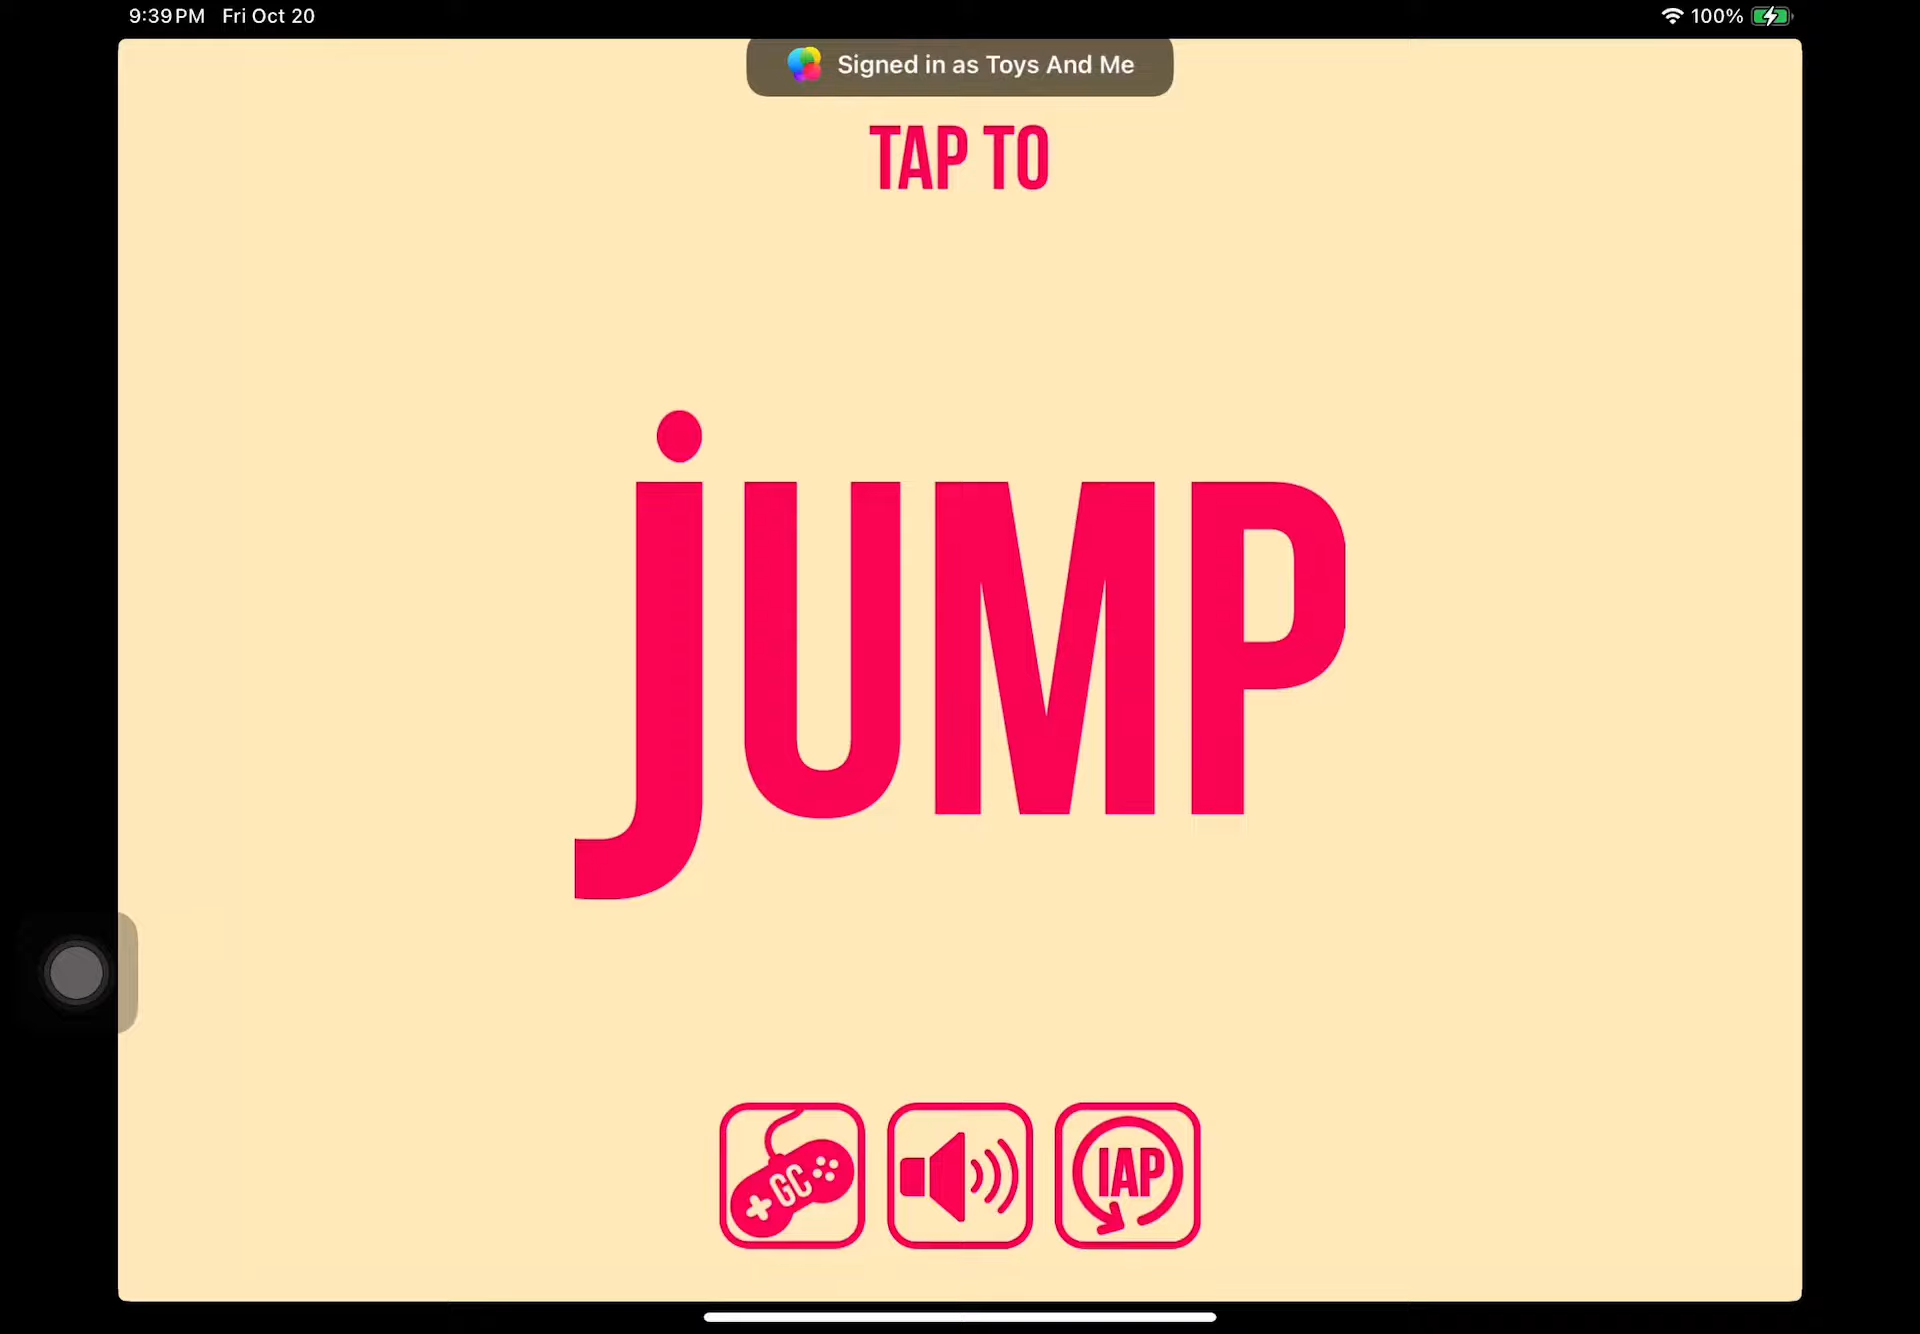 9:39 PM Fri Oct 20
100%
Signed in as Toys And Me
TAP TO
jUMP
GC
IAP